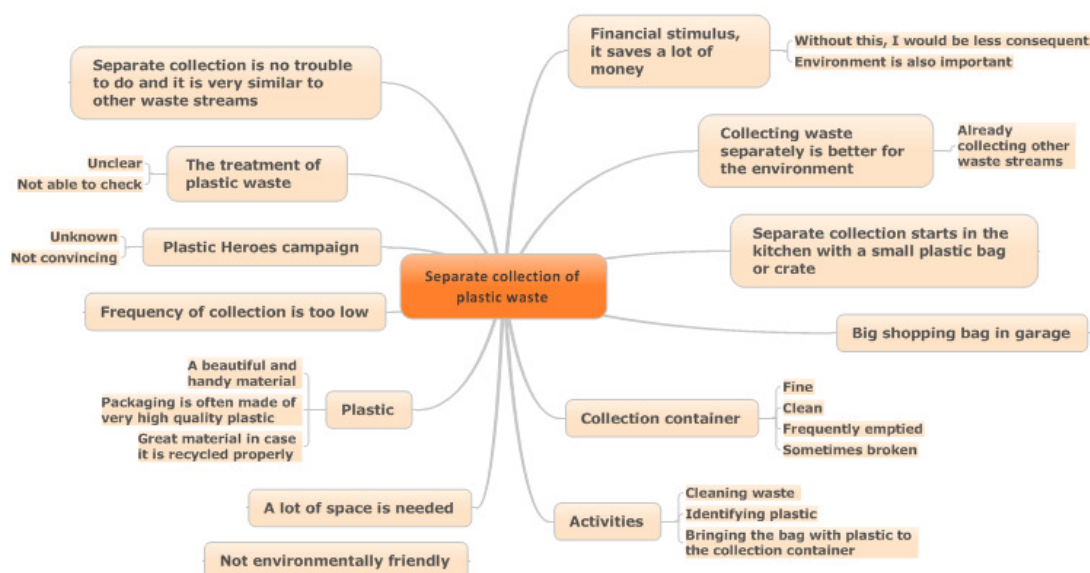 Separate collection of
plastic waste
Financial stimulus,
it saves a lot of
money
Without this, I would be less consequent
Environment is also important
Collecting waste
separately is better for
the environment
Already
collecting other
waste streams
Separate collection starts in the
kitchen with a small plastic bag
or crate
Big shopping bag in garage
Collection container
Fine
Clean
Frequently emptied
Sometimes broken
Activities
Cleaning waste
Identifying plastic
Bringing the bag with plastic to
the collection container
Separate collection is no trouble
to do and it is very similar to
other waste streams
The treatment of
plastic waste
Unclear
Not able to check
Plastic Heroes campaign
Unknown
Not convincing
Frequency of collection is too low
Plastic
A beautiful and
handy material
Packaging is often made of
very high quality plastic
Great material in case
it is recycled properly
A lot of space is needed
Not environmentally friendly